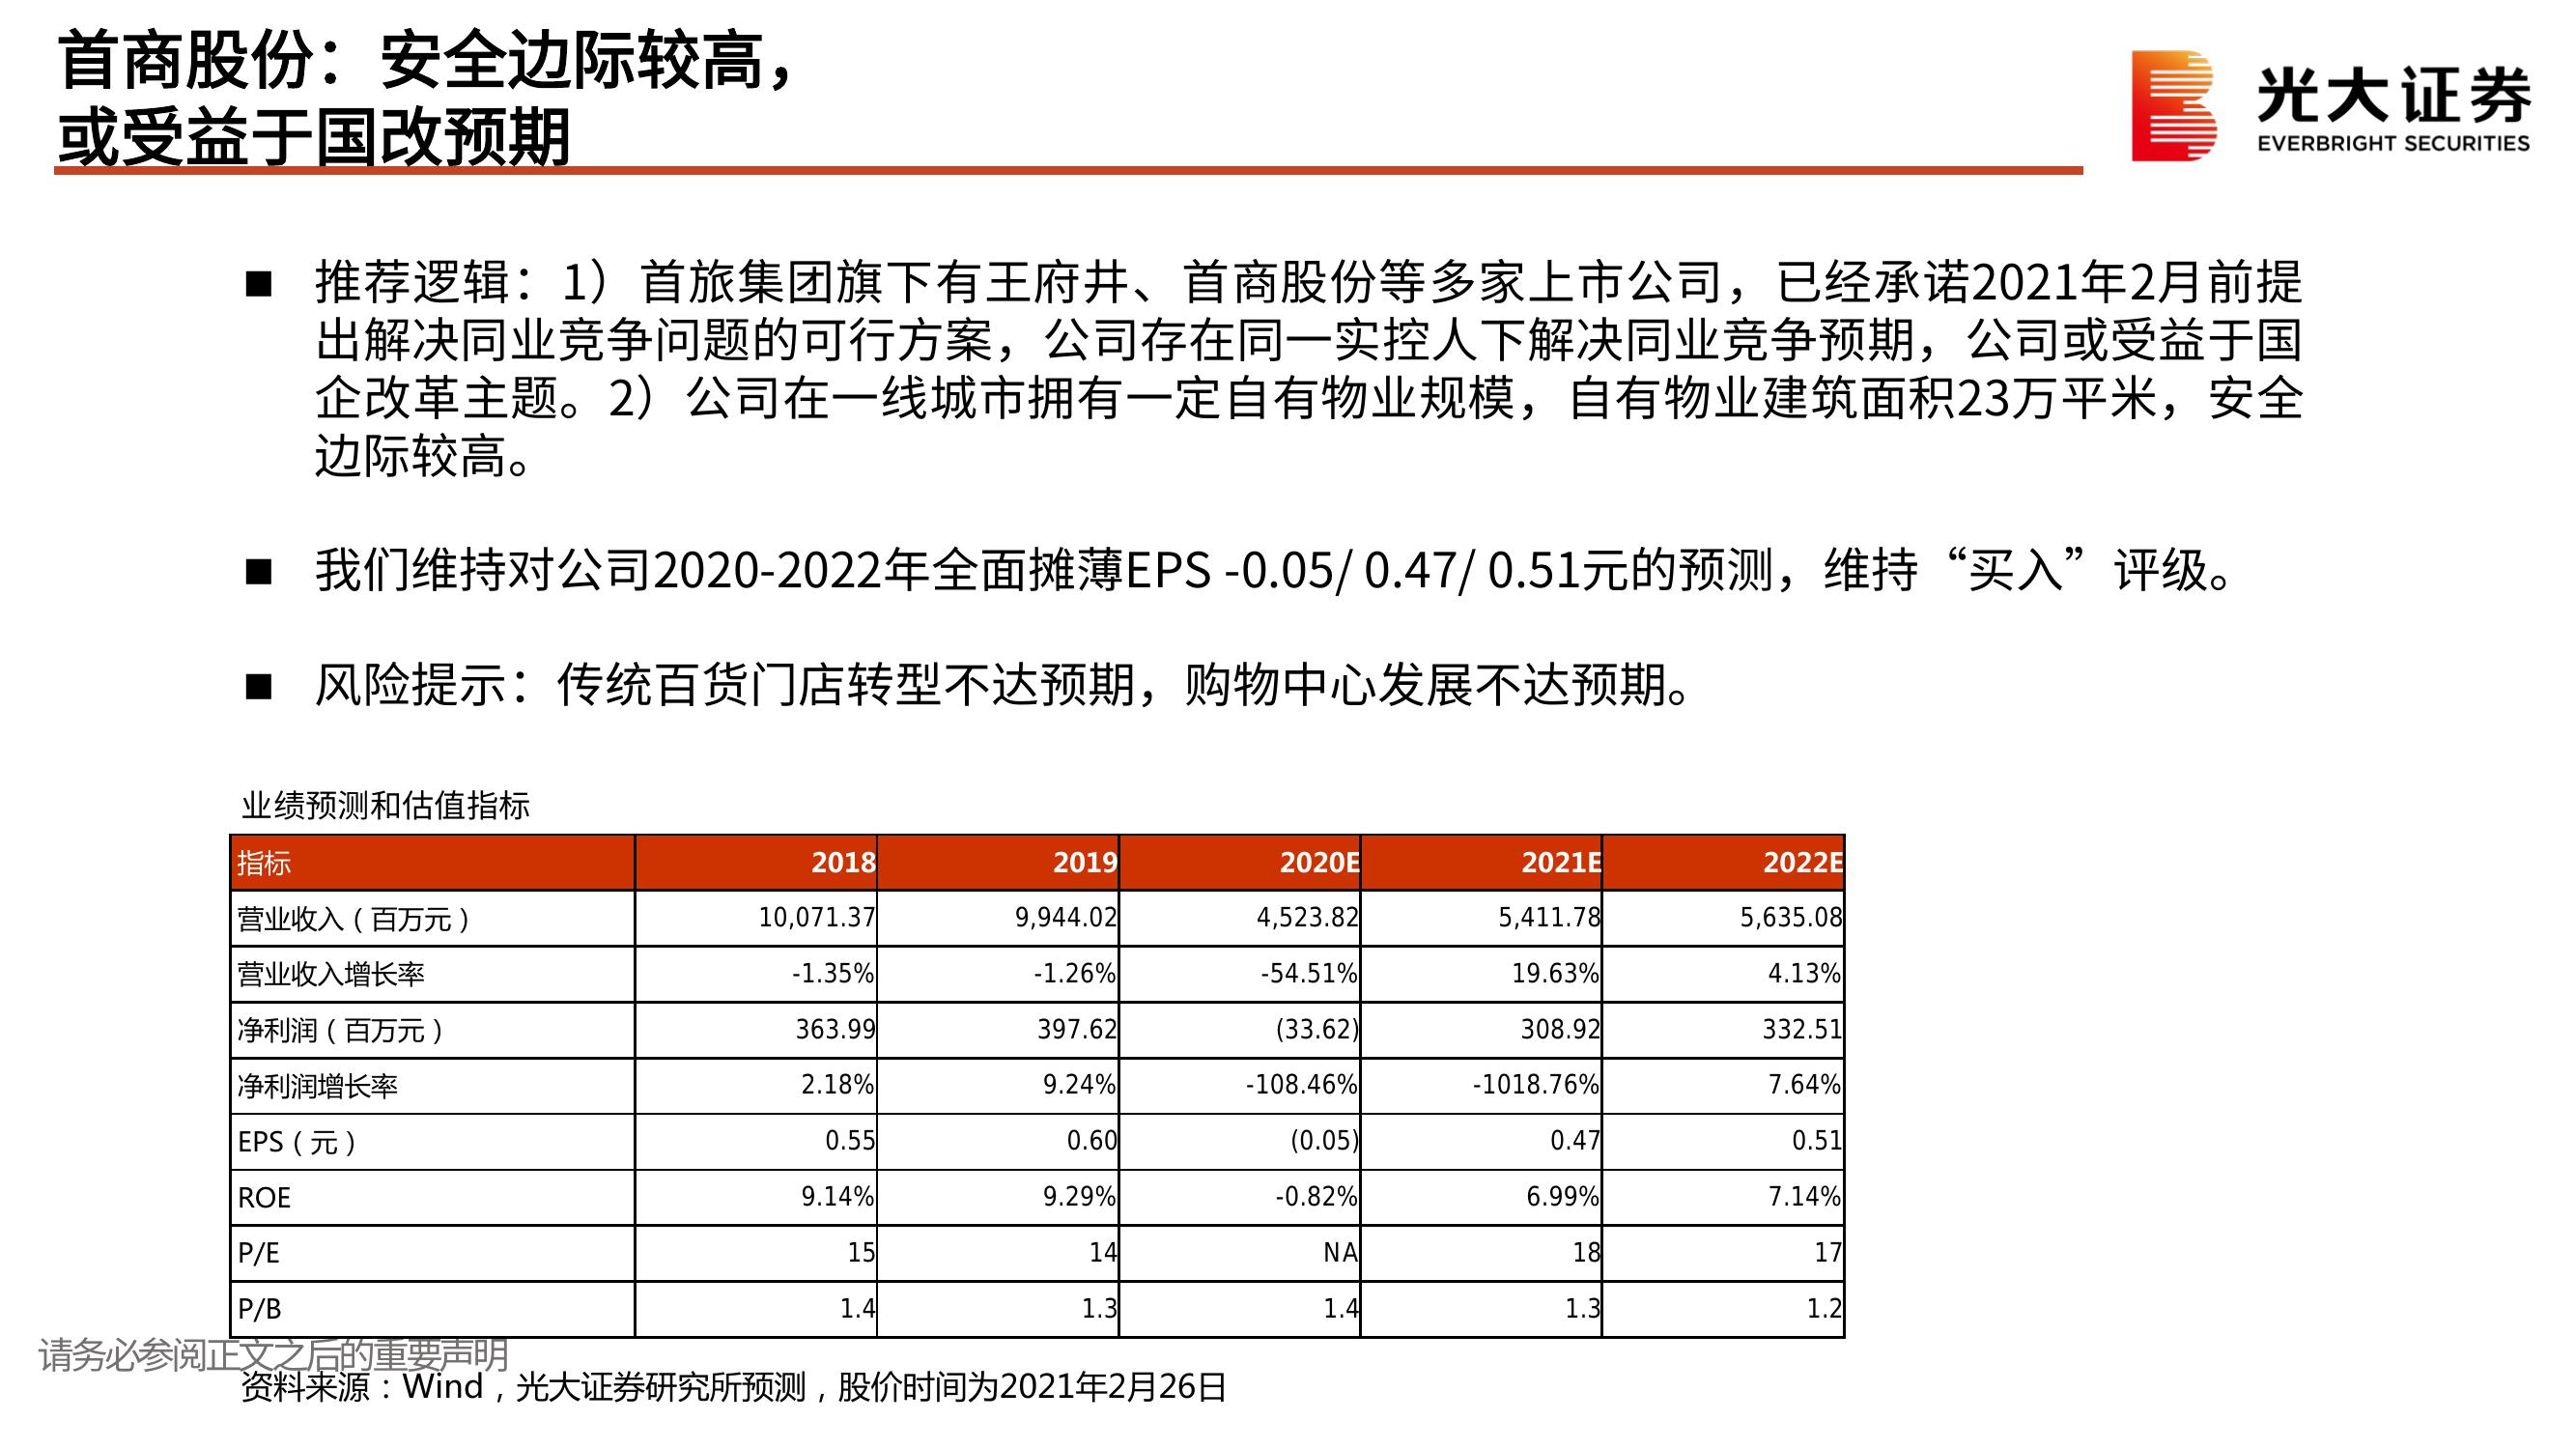 首商股份：安全边际较高，
或受益于国改预期
光大证券
EVERBRIGHT SECURITIES
■ 推荐逻辑：1）首旅集团旗下有王府井、首商股份等多家上市公司，已经承诺2021年2月前提
出解决同业竞争问题的可行方案，公司存在同一实控人下解决同业竞争预期，公司或受益于国
企改革主题。2）公司在一线城市拥有一定自有物业规模，自有物业建筑面积23万平米，安全
边际较高。
■ 我们维持对公司2020-2022年全面摊薄EPS -0.05/ 0.47/ 0.51元的预测，维持“买入”评级。
■ 风险提示：传统百货门店转型不达预期，购物中心发展不达预期。
业绩预测和估值指标
指标 2018 2019 2020E 2021E 2022E
营业收入（百万元） 10,071.37 9,944.02 4,523.82 5,411.78 5,635.08
营业收入增长率 -1.35% -1.26% -54.51% 19.63% 4.13%
净利润（百万元） 363.99 397.62 (33.62) 308.92 332.51
净利润增长率 2.18% 9.24% -108.46% -1018.76% 7.64%
EPS（元） 0.55 0.60 (0.05) 0.47 0.51
ROE 9.14% 9.29% -0.82% 6.99% 7.14%
P/E 15 14 NA 18 17
P/B 1.4 1.3 1.4 1.3 1.2
请务必参阅正文之后的重要声明
资料来源：Wind，光大证券研究所预测，股价时间为2021年2月26日